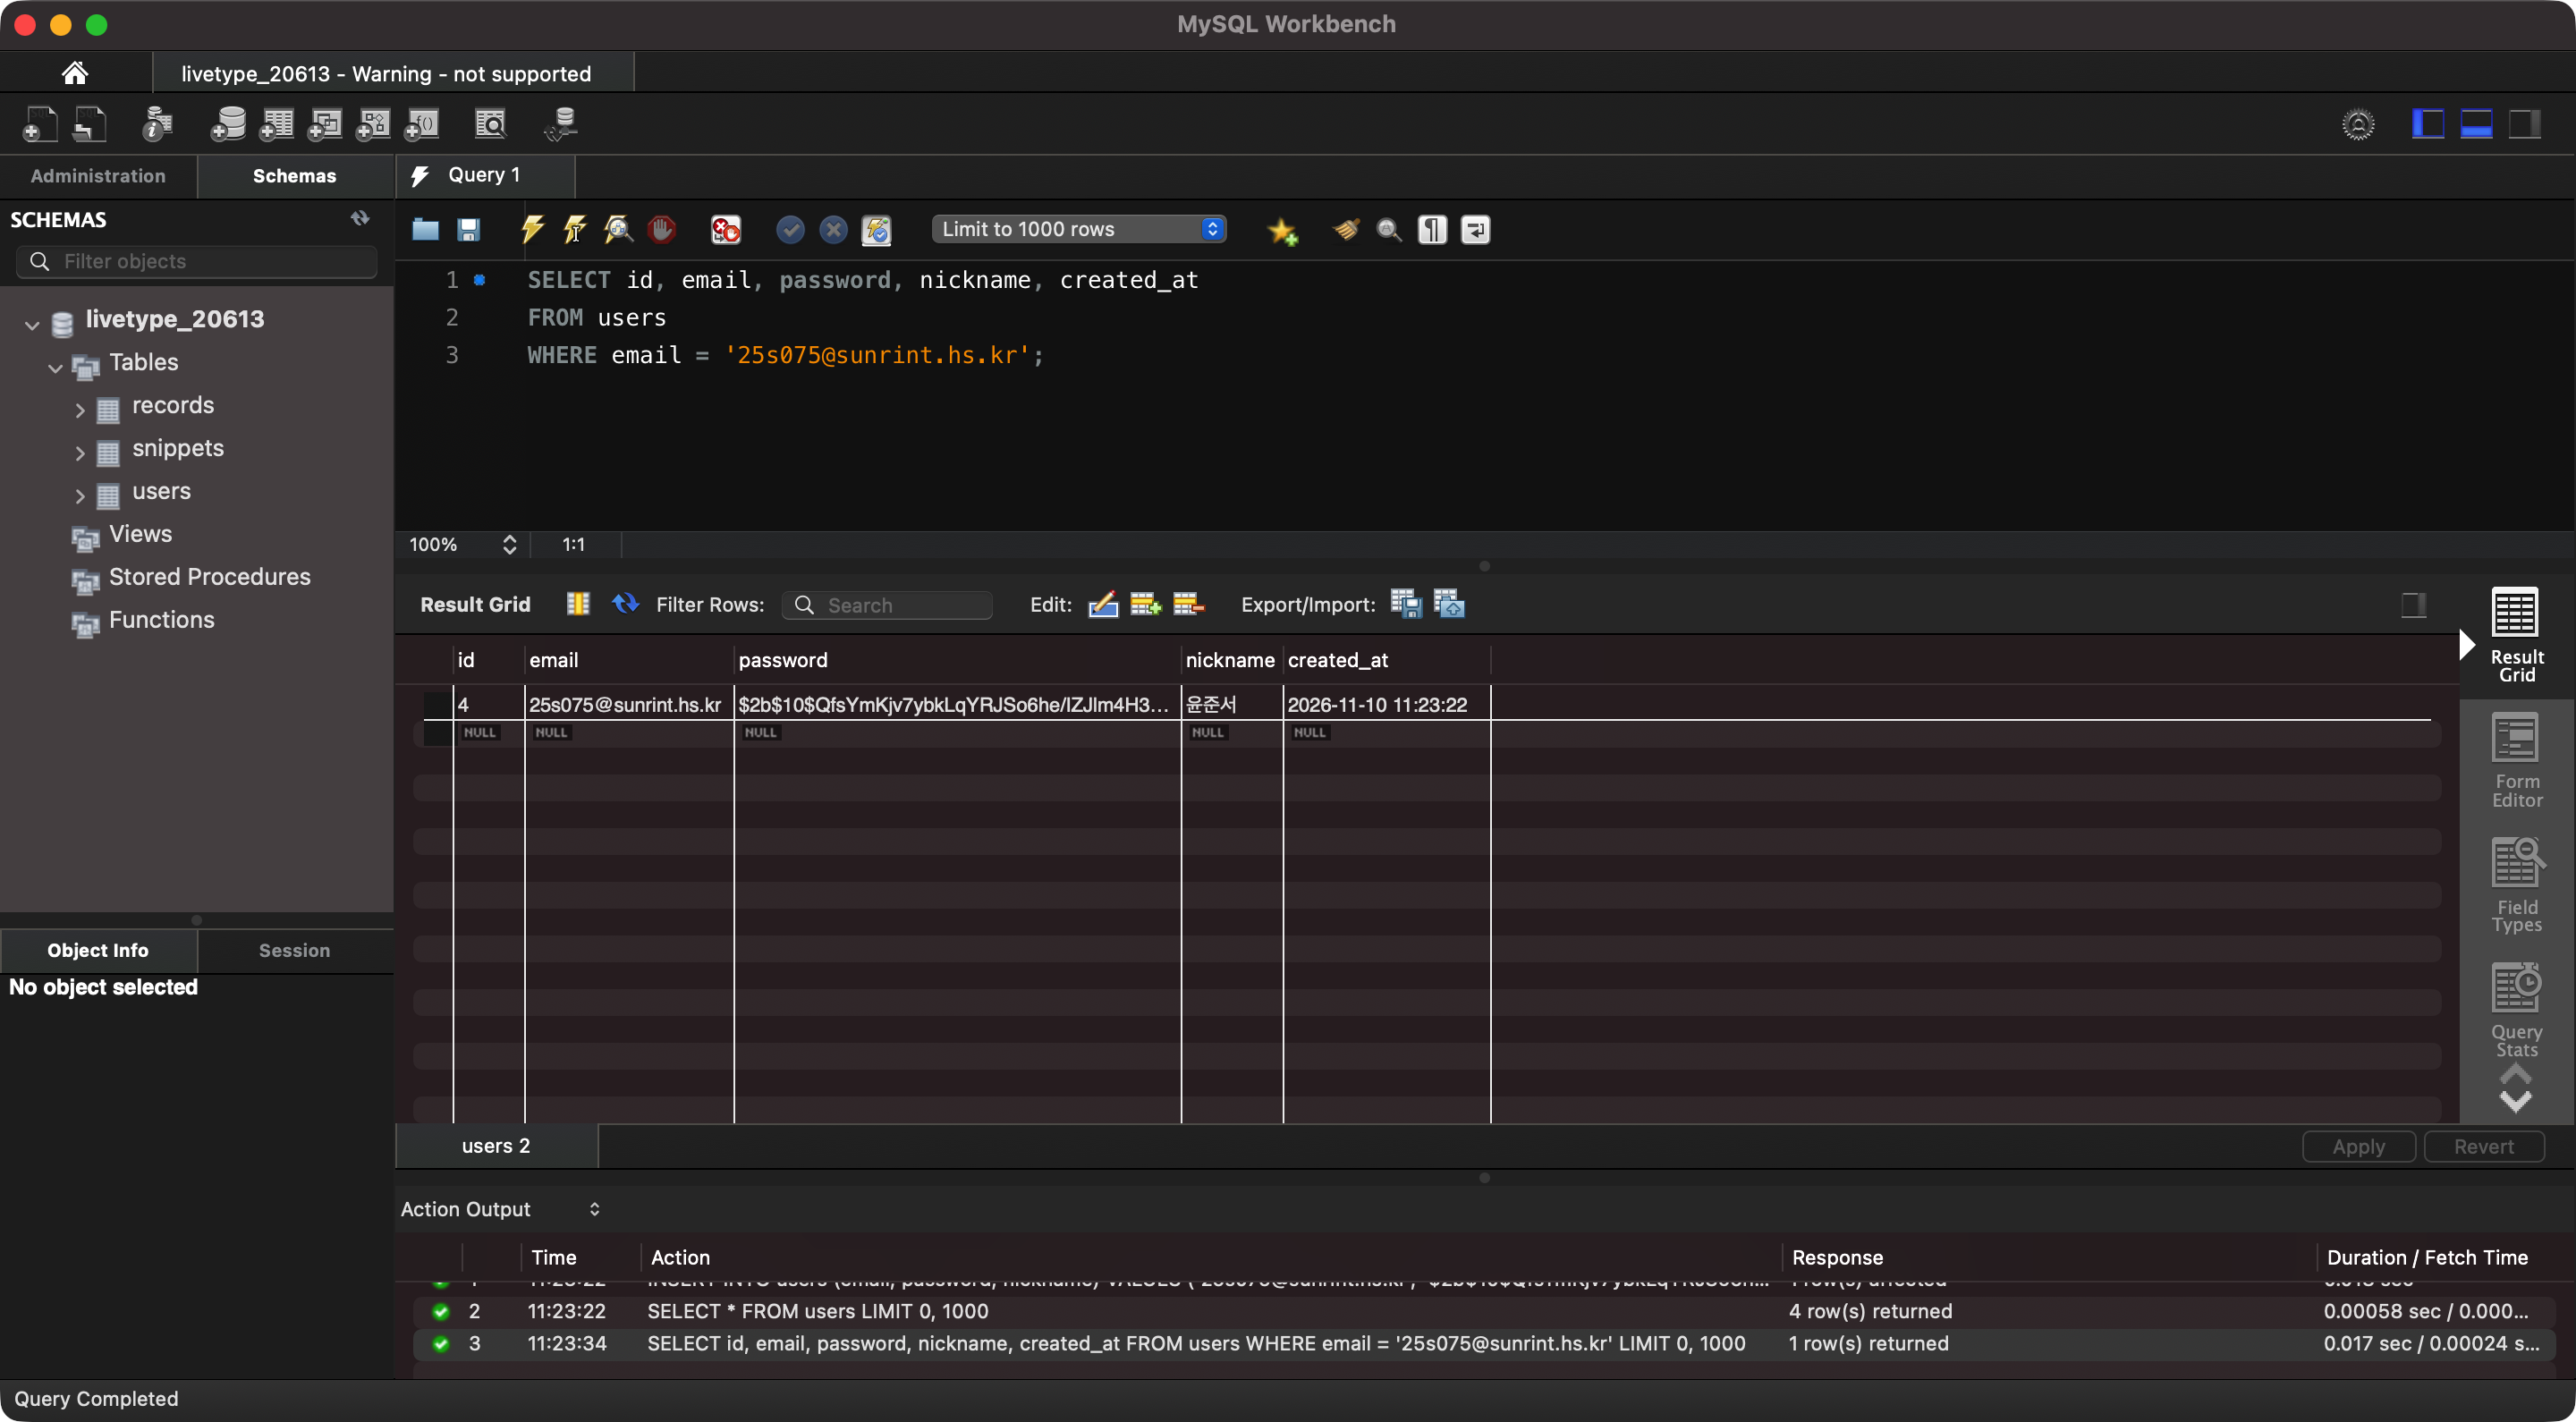 MySQL Workbench
livetype_20613 - Warning - not supported
Administration
Schemas
Query 1
SCHEMAS
Filter objects
Limit to 1000 rows
livetype_20613
Tables
records
snippets
users
Views
Stored Procedures
Functions
1 SELECT id, email, password, nickname, created_at
2 FROM users
3 WHERE email = '25s075@sunrint.hs.kr';
100% 1:1
Result Grid Filter Rows: Search Edit: Export/Import:
id email password nickname created_at
4 25s075@sunrint.hs.kr $2b$10$QfsYmKjv7ybkLqYRJSo6he/IZJlm4H3... 윤준서 2026-11-10 11:23:22
NULL NULL NULL NULL NULL
Result
Grid
Form
Editor
Field
Types
Query
Stats
Object Info
Session
No object selected
users 2
Apply
Revert
Action Output
Time Action Response Duration / Fetch Time
2 11:23:22 SELECT * FROM users LIMIT 0, 1000 4 row(s) returned 0.00058 sec / 0.000...
3 11:23:34 SELECT id, email, password, nickname, created_at FROM users WHERE email = '25s075@sunrint.hs.kr' LIMIT 0, 1000 1 row(s) returned 0.017 sec / 0.00024 s...
Query Completed